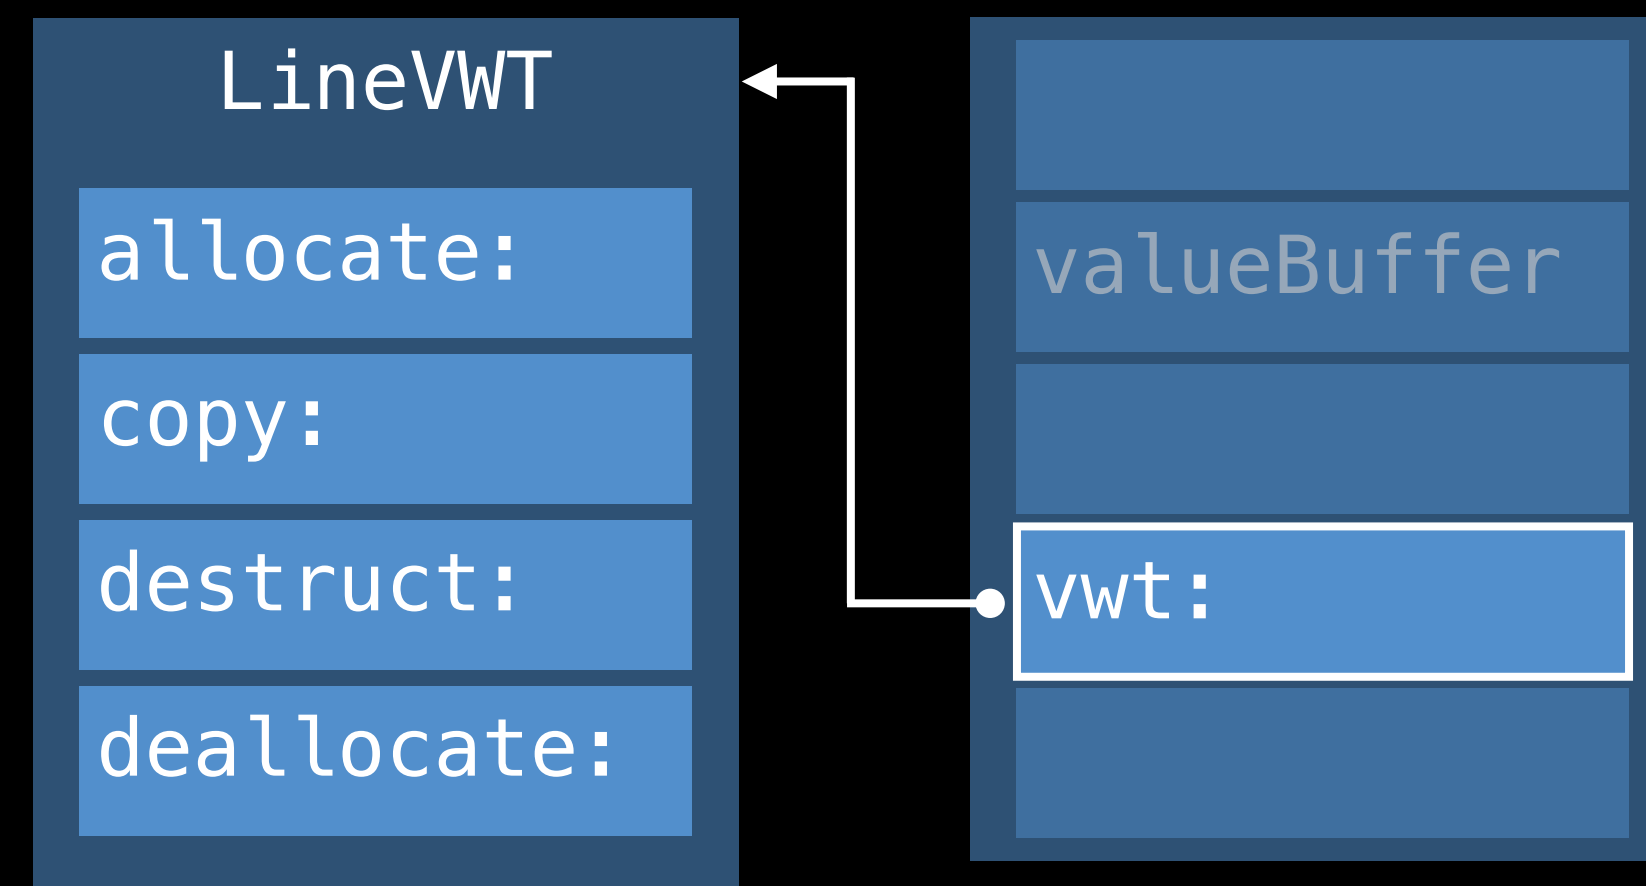 LineVWT
allocate:
copy:
destruct:
deallocate:
valueBuffer
vwt: